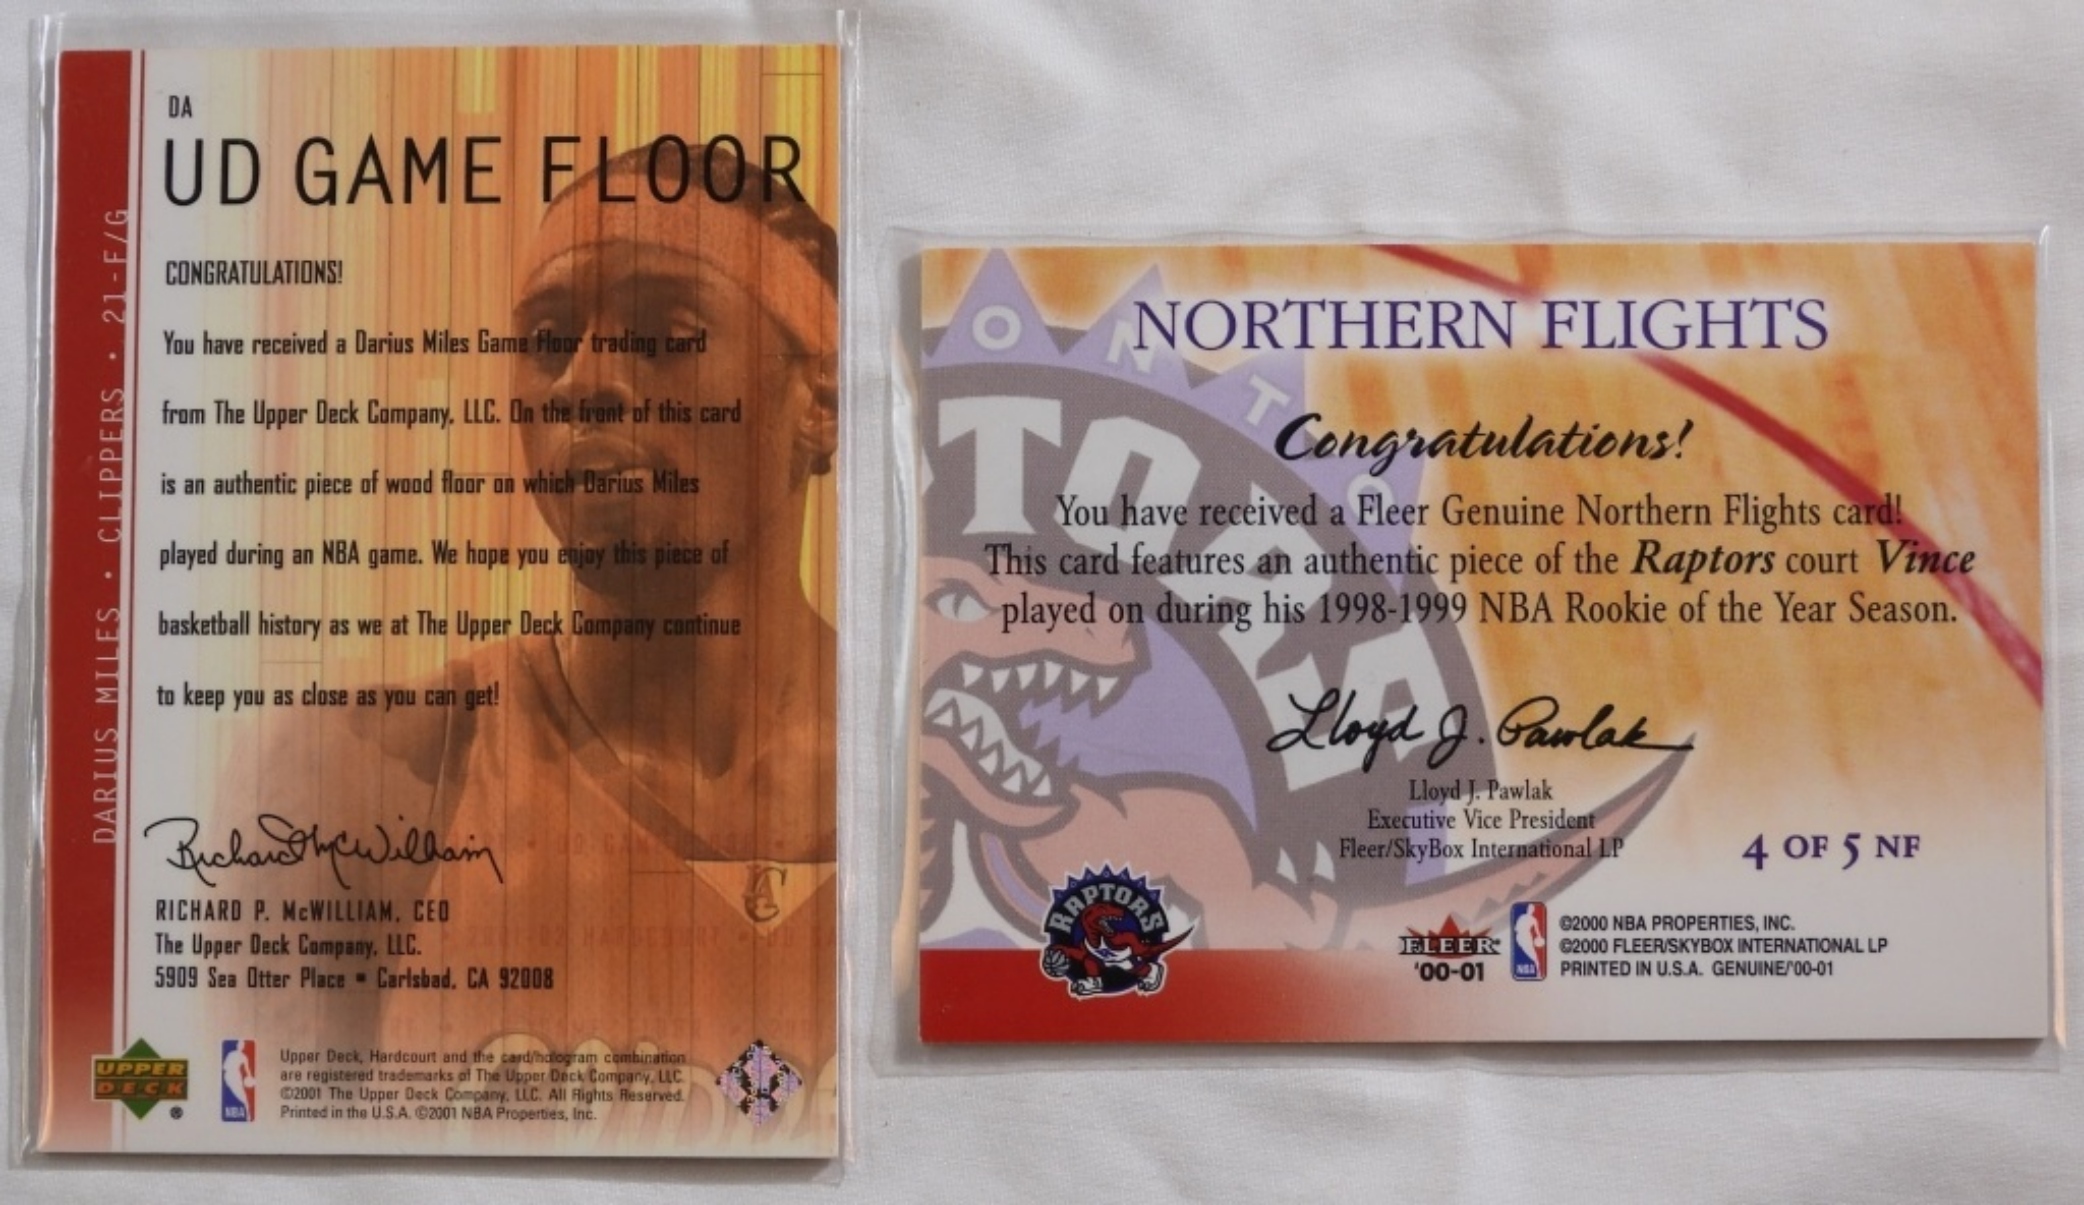 DA
UD GAME FLOOR
CONGRATULATIONS!
You have received a Darius Miles Game Floor trading card
from The Upper Deck Company, LLC. On the front of this card
is an authentic piece of wood floor on which Darius Miles
played during an NBA game. We hope you enjoy this piece of
basketball history as we at The Upper Deck Company continue
to keep you as close as you can get!
DARIUS MILES • CLIPPERS • 21-F/G
Richard McWilliam
RICHARD P. McWILLIAM, CEO
The Upper Deck Company, LLC.
5909 Sea Otter Place ▪ Carlsbad, CA 92008
UPPER
DECK
®
NBA
Upper Deck, Hardcourt and the card/hologram combination
are registered trademarks of The Upper Deck Company, LLC.
©2001 The Upper Deck Company, LLC. All Rights Reserved.
Printed in the U.S.A. ©2001 NBA Properties, Inc.
ONTO
TORA
NORTHERN FLIGHTS
Congratulations!
You have received a Fleer Genuine Northern Flights card!
This card features an authentic piece of the Raptors court Vince
played on during his 1998-1999 NBA Rookie of the Year Season.
Lloyd J. Pawlak
Lloyd J. Pawlak
Executive Vice President
Fleer/SkyBox International LP
4 OF 5 NF
RAPTORS
FLEER
'00-01
NBA
©2000 NBA PROPERTIES, INC.
©2000 FLEER/SKYBOX INTERNATIONAL LP
PRINTED IN U.S.A. GENUINE/'00-01